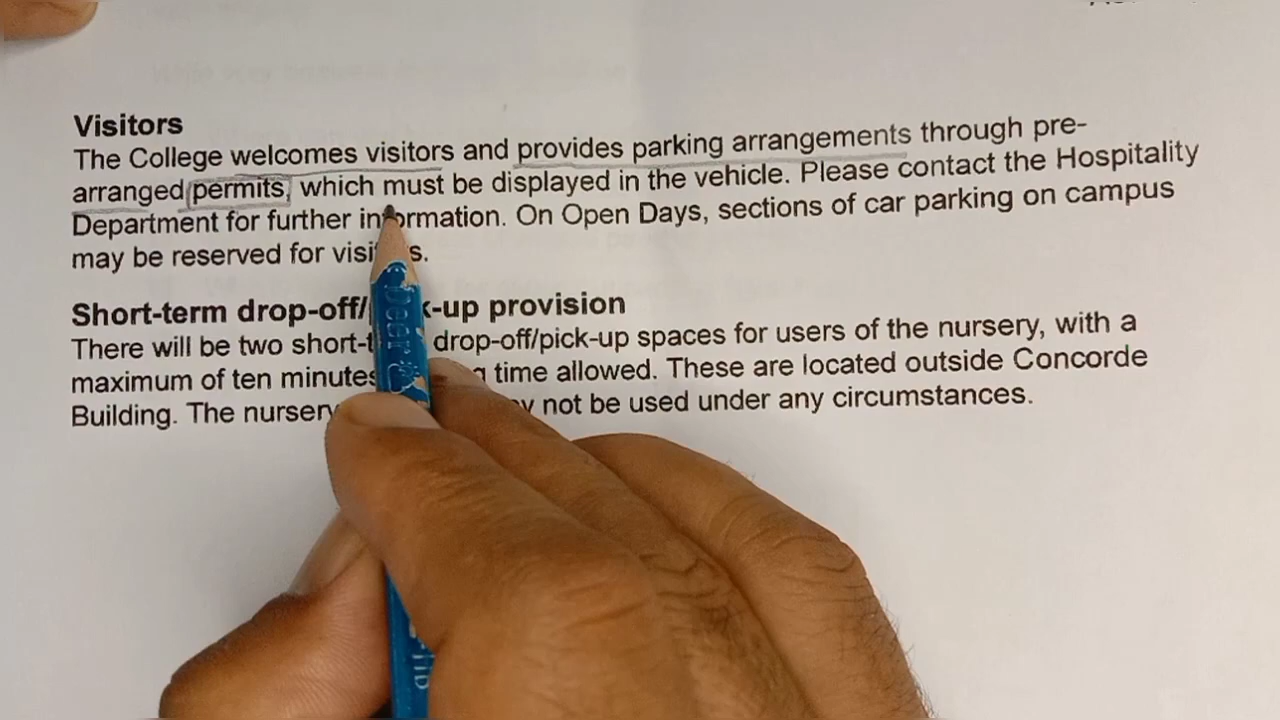 Visitors
The College welcomes visitors and provides parking arrangements through pre-
arranged permits, which must be displayed in the vehicle. Please contact the Hospitality
Department for further information. On Open Days, sections of car parking on campus
may be reserved for visitors.
Short-term drop-off/ -up provision
There will be two short-t drop-off/pick-up spaces for users of the nursery, with a
maximum of ten minutes time allowed. These are located outside Concorde
Building. The nurser not be used under any circumstances.
Deer